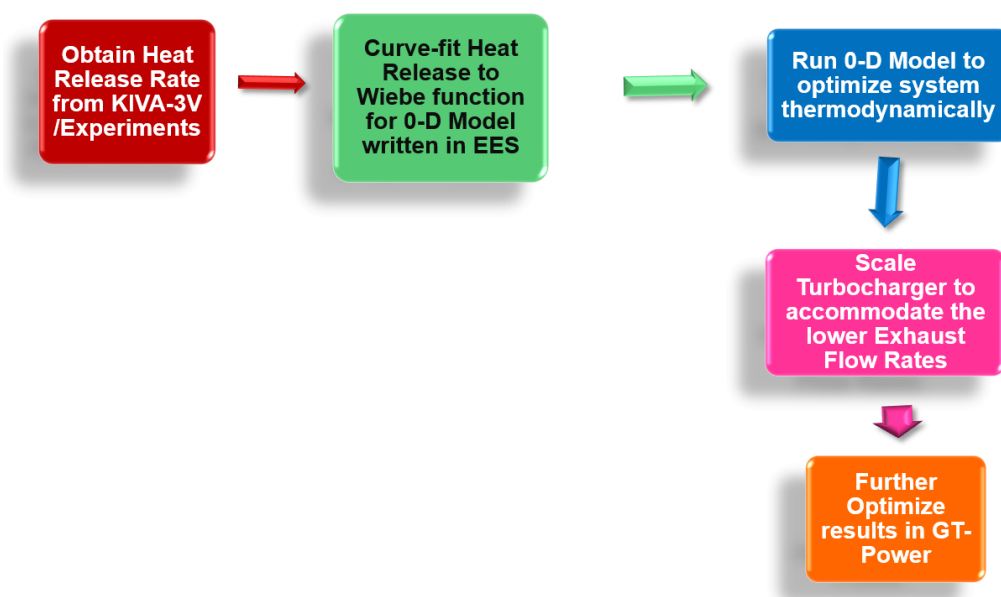 Obtain Heat
Release Rate
from KIVA-3V
/Experiments
Curve-fit Heat
Release to
Wiebe function
for 0-D Model
written in EES
Run 0-D Model to
optimize system
thermodynamically
Scale
Turbocharger to
accommodate the
lower Exhaust
Flow Rates
Further
Optimize
results in GT-
Power